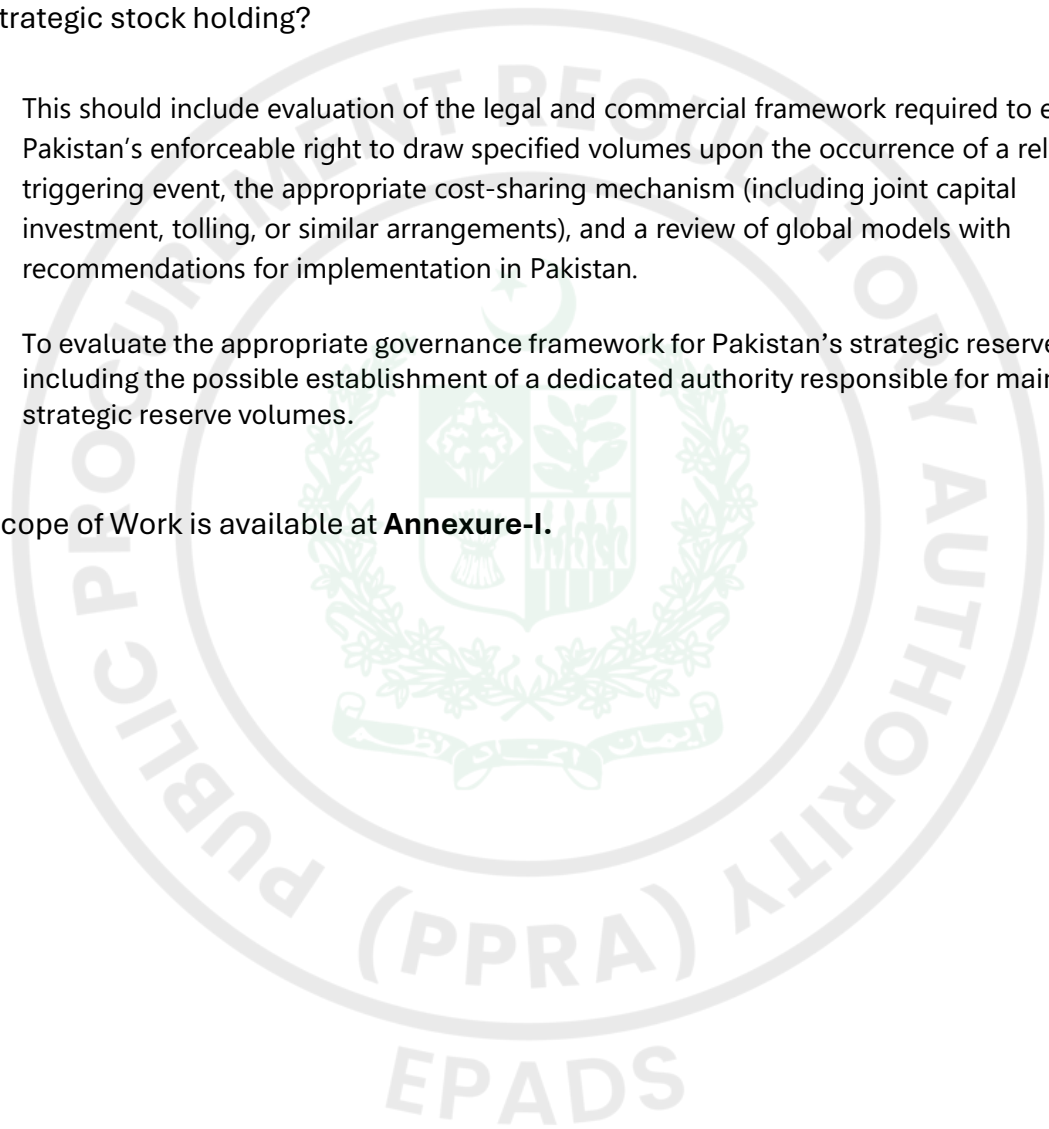 trategic stock holding?
This should include evaluation of the legal and commercial framework required to e
Pakistan's enforceable right to draw specified volumes upon the occurrence of a rel
triggering event, the appropriate cost-sharing mechanism (including joint capital
investment, tolling, or similar arrangements), and a review of global models with
recommendations for implementation in Pakistan.
To evaluate the appropriate governance framework for Pakistan's strategic reserve
including the possible establishment of a dedicated authority responsible for main
strategic reserve volumes.
cope of Work is available at Annexure-I.
PUBLIC PROCUREMENT REGULATORY AUTHORITY
(PPRA)
EPADS